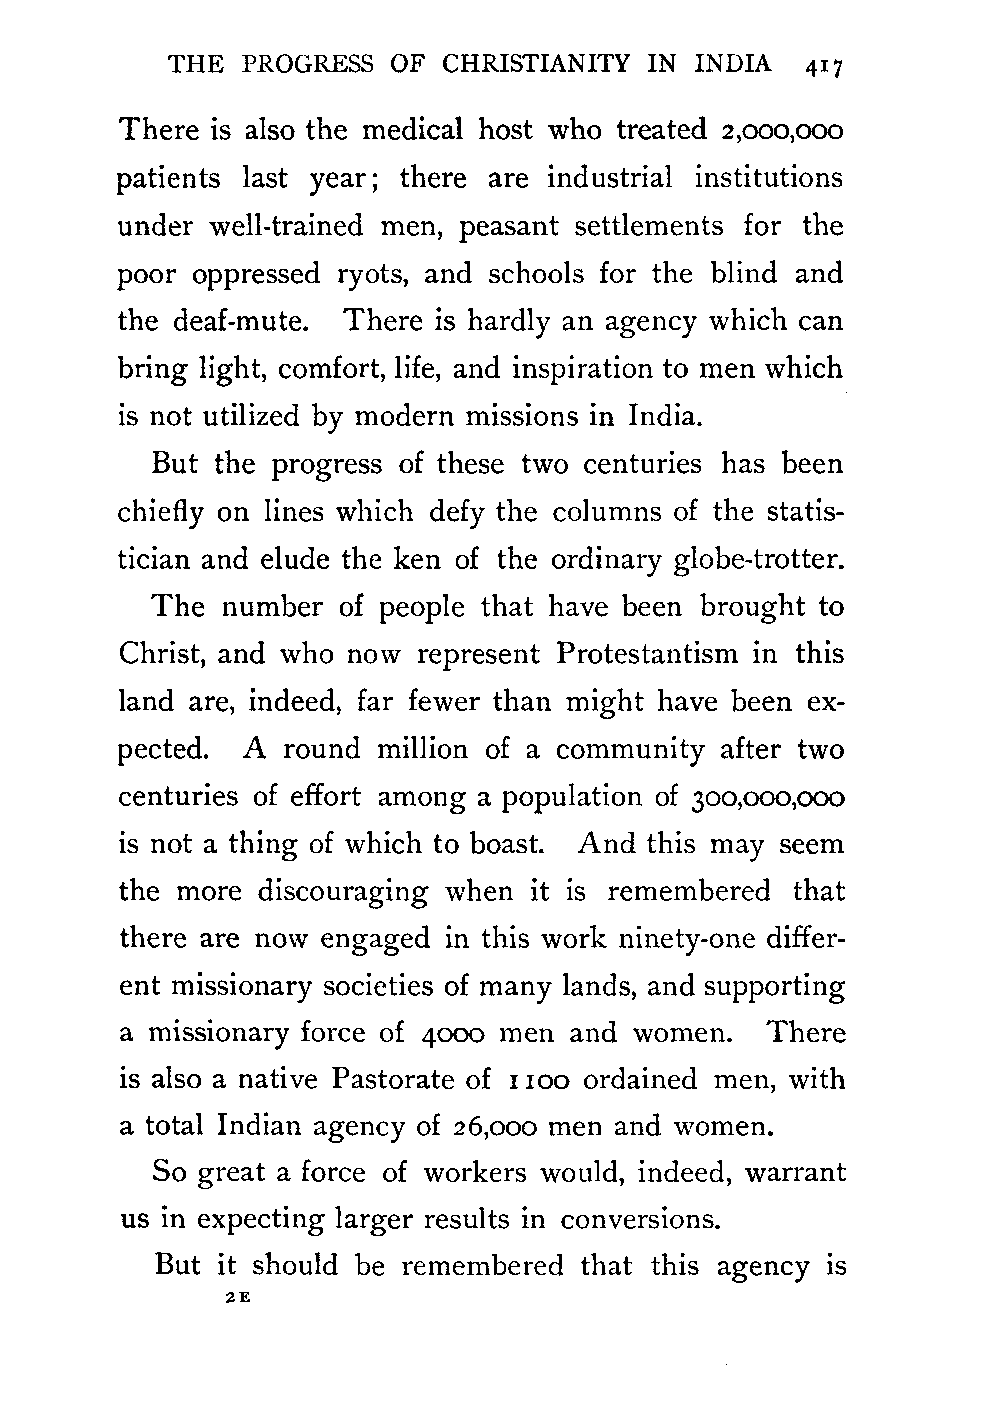 THE PROGRESS OF CHRISTIANITY IN INDIA 417
There is also the medical host who treated 2,000,000
patients last year; there are industrial institutions
under well-trained men, peasant settlements for the
poor oppressed ryots, and schools for the blind and
the deaf-mute. There is hardly an agency which can
bring light, comfort, life, and inspiration to men which
is not utilized by modern missions in India.
But the progress of these two centuries has been
chiefly on lines which defy the columns of the statis-
tician and elude the ken of the ordinary globe-trotter.
The number of people that have been brought to
Christ, and who now represent Protestantism in this
land are, indeed, far fewer than might have been ex-
pected. A round million of a community after two
centuries of effort among a population of 300,000,000
is not a thing of which to boast. And this may seem
the more discouraging when it is remembered that
there are now engaged in this work ninety-one differ-
ent missionary societies of many lands, and supporting
a missionary force of 4000 men and women. There
is also a native Pastorate of 1100 ordained men, with
a total Indian agency of 26,000 men and women.
So great a force of workers would, indeed, warrant
us in expecting larger results in conversions.
But it should be remembered that this agency is
2E